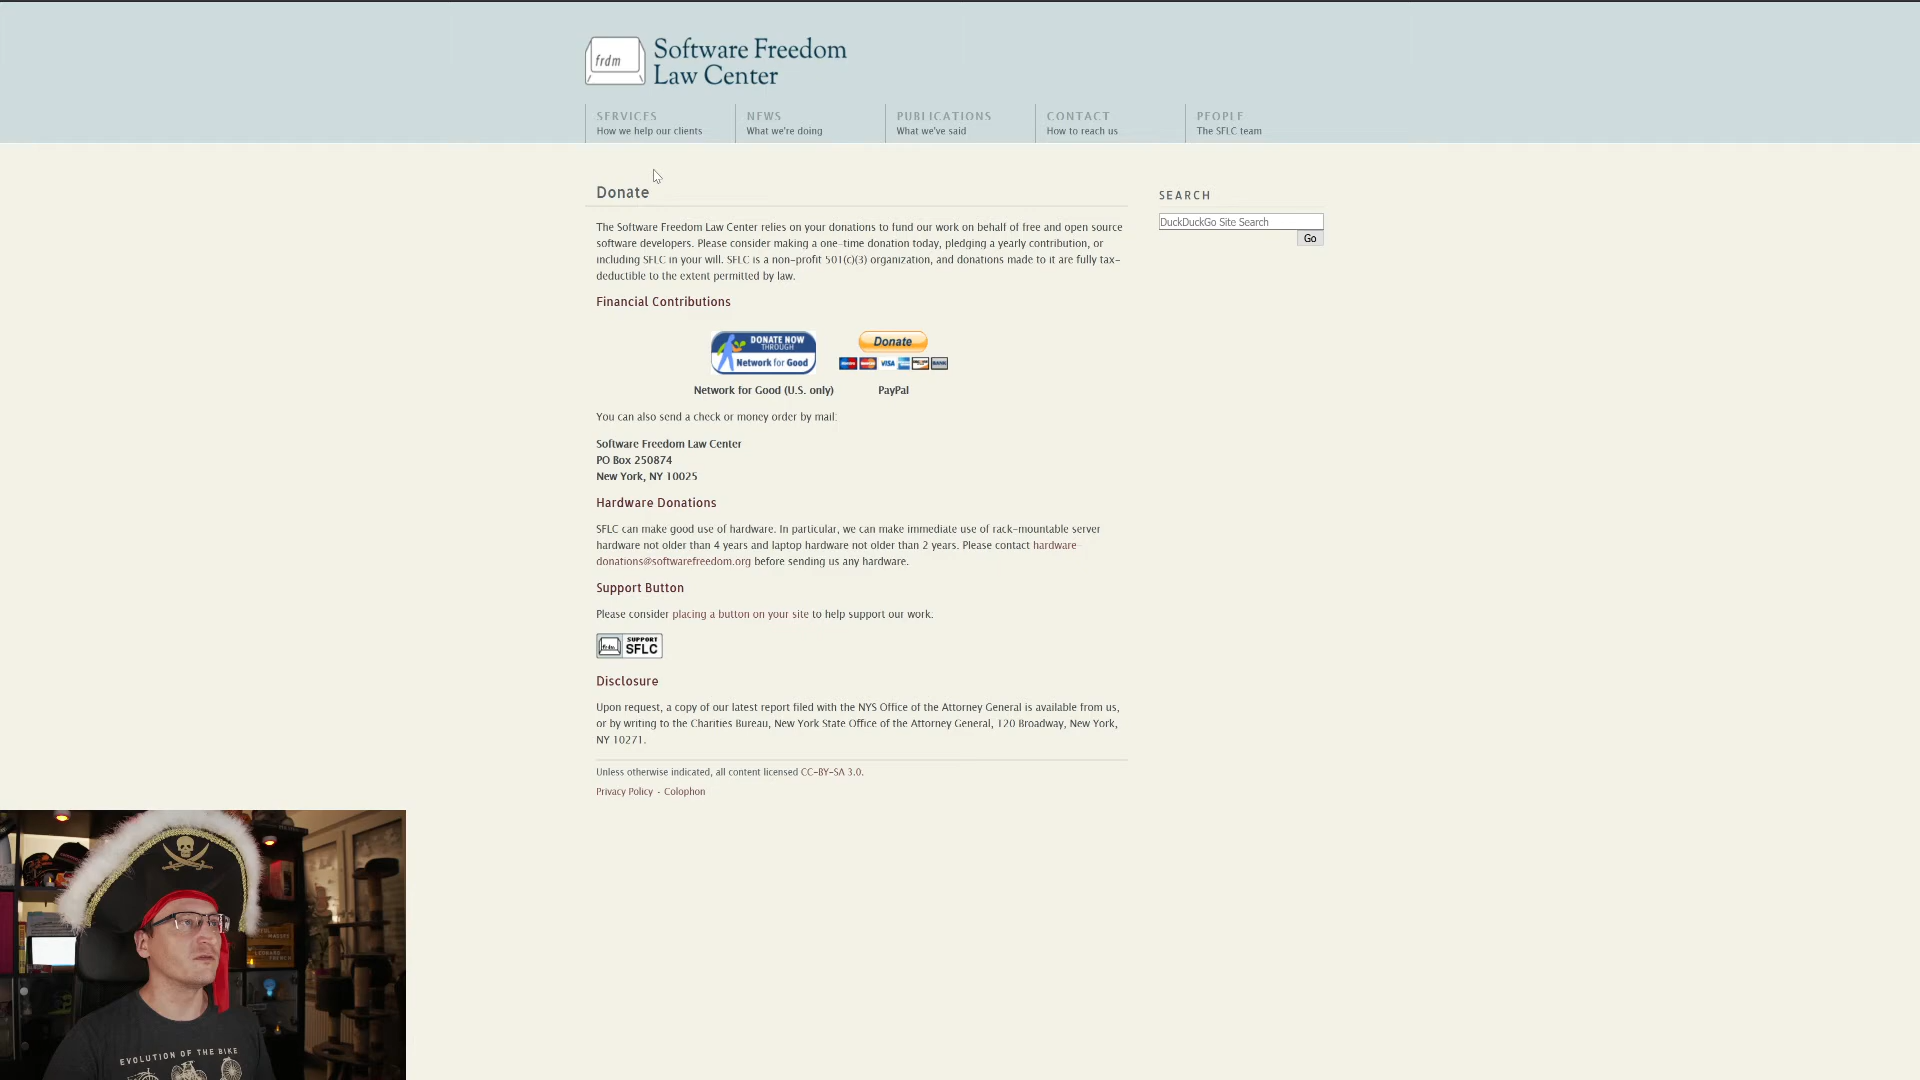 frdm
Software Freedom
Law Center
SERVICES
How we help our clients
NEWS
What we're doing
PUBLICATIONS
What we've said
CONTACT
How to reach us
PEOPLE
The SFLC team
Donate
The Software Freedom Law Center relies on your donations to fund our work on behalf of free and open source
software developers. Please consider making a one-time donation today, pledging a yearly contribution, or
including SFLC in your will. SFLC is a non-profit 501(c)(3) organization, and donations made to it are fully tax-
deductible to the extent permitted by law.
Financial Contributions
DONATE NOW
THROUGH
Network for Good
Donate
VISA
Network for Good (U.S. only)
PayPal
You can also send a check or money order by mail:
Software Freedom Law Center
PO Box 250874
New York, NY 10025
Hardware Donations
SFLC can make good use of hardware. In particular, we can make immediate use of rack-mountable server
hardware not older than 4 years and laptop hardware not older than 2 years. Please contact hardware-
donations@softwarefreedom.org before sending us any hardware.
Support Button
Please consider placing a button on your site to help support our work.
frdm
SUPPORT
SFLC
Disclosure
Upon request, a copy of our latest report filed with the NYS Office of the Attorney General is available from us,
or by writing to the Charities Bureau, New York State Office of the Attorney General, 120 Broadway, New York,
NY 10271.
Unless otherwise indicated, all content licensed CC-BY-SA 3.0.
Privacy Policy · Colophon
SEARCH
DuckDuckGo Site Search
Go
EVOLUTION OF THE BIKE